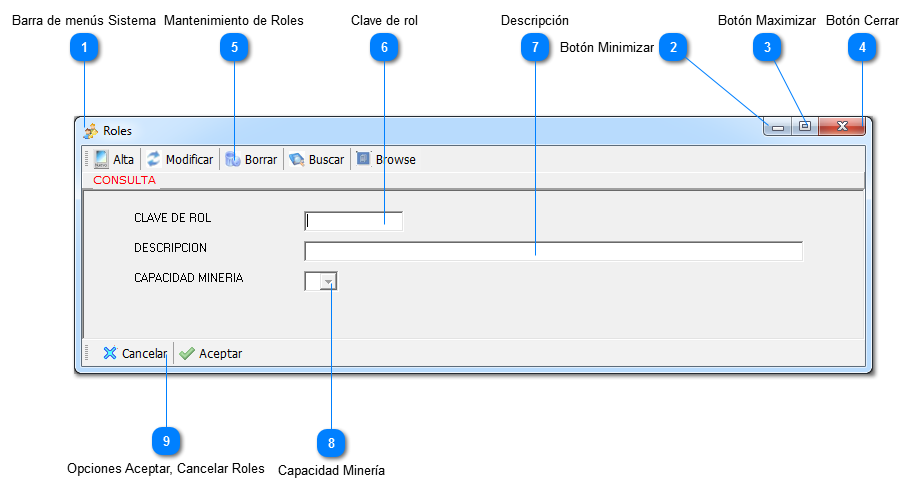 Barra de menús Sistema Mantenimiento de Roles Clave de rol Descripción Botón Maximizar Botón Cerrar
1 5 6 7 Botón Minimizar 2 3 4
Roles
Alta Modificar Borrar Buscar Browse
CONSULTA
CLAVE DE ROL
DESCRIPCION
CAPACIDAD MINERIA
Cancelar Aceptar
9 8
Opciones Aceptar, Cancelar Roles Capacidad Minería